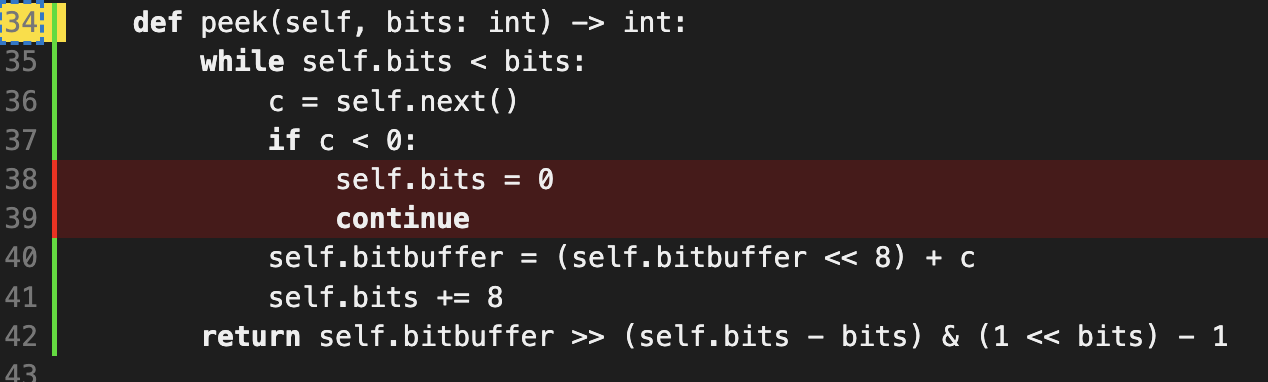 34 def peek(self, bits: int) -> int:
35 while self.bits < bits:
36 c = self.next()
37 if c < 0:
38 self.bits = 0
39 continue
40 self.bitbuffer = (self.bitbuffer << 8) + c
41 self.bits += 8
42 return self.bitbuffer >> (self.bits - bits) & (1 << bits) - 1
43